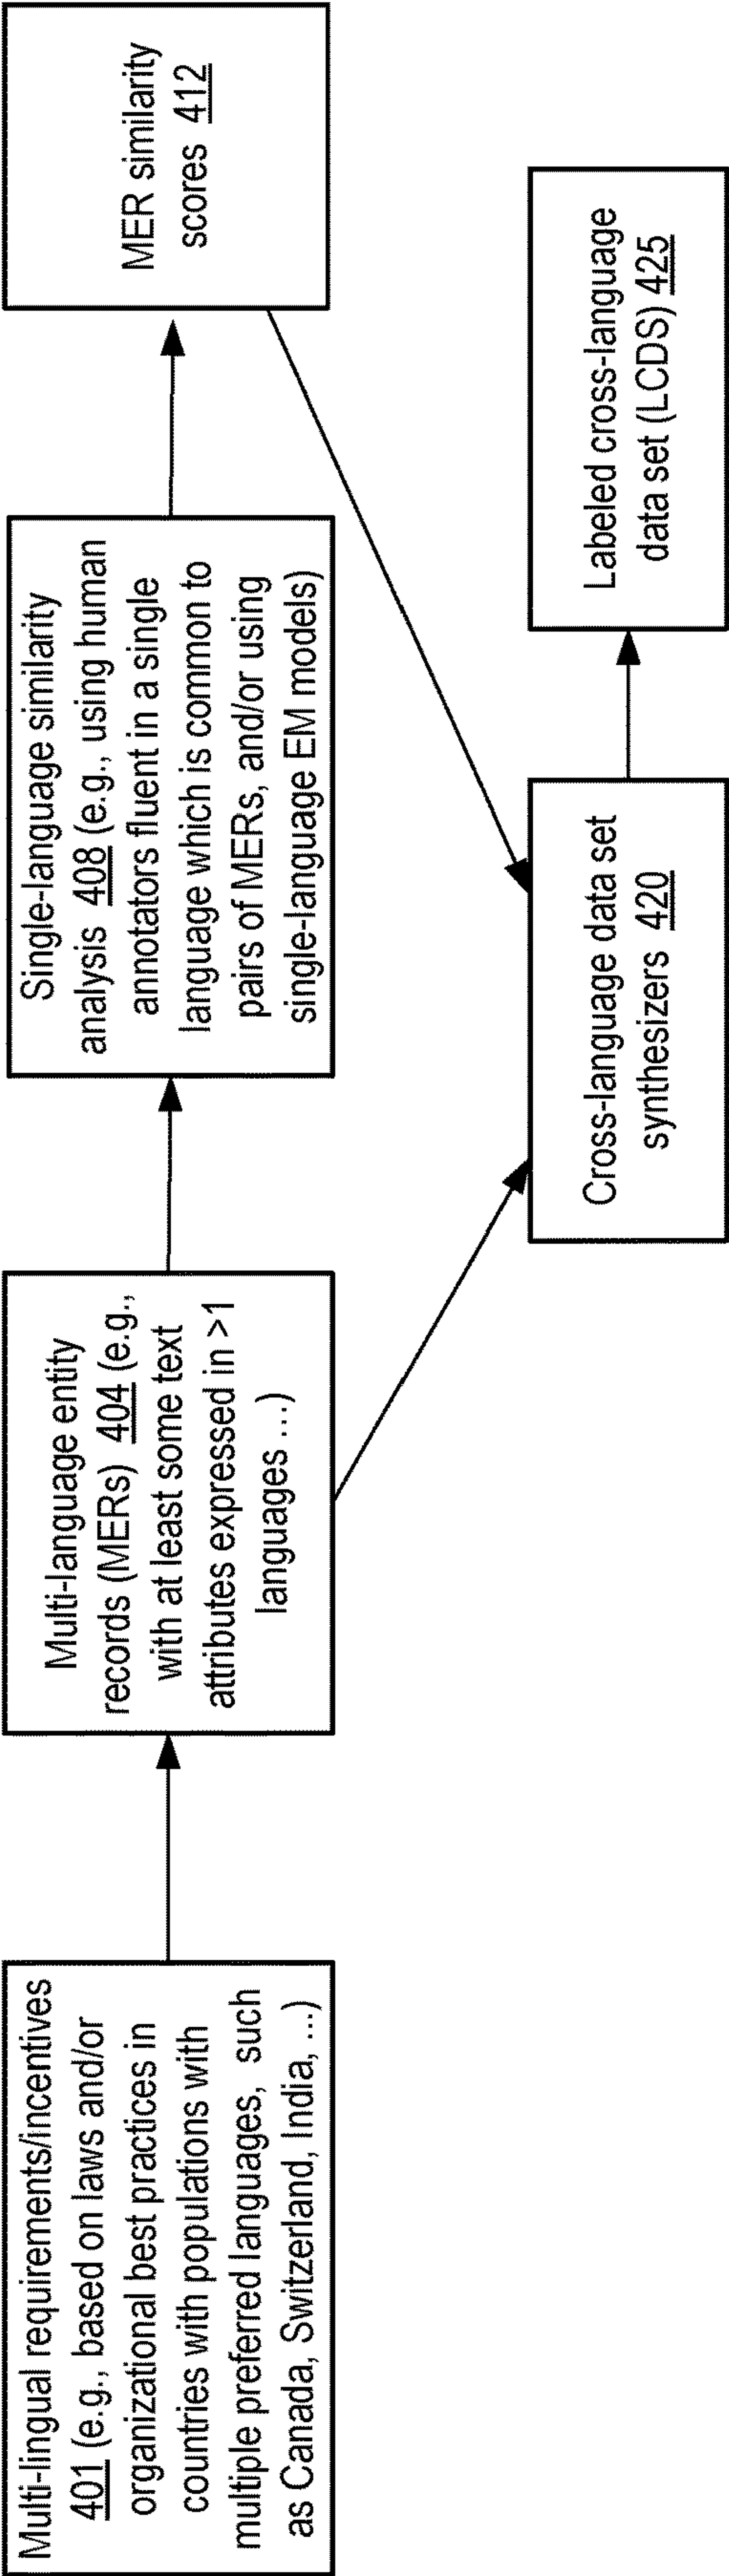 Multi-lingual requirements/incentives
401 (e.g., based on laws and/or
organizational best practices in
countries with populations with
multiple preferred languages, such
as Canada, Switzerland, India, ...)
Multi-language entity
records (MERs) 404 (e.g.,
with at least some text
attributes expressed in >1
languages ...)
Single-language similarity
analysis 408 (e.g., using human
annotators fluent in a single
language which is common to
pairs of MERs, and/or using
single-language EM models)
MER similarity
scores 412
Cross-language data set
synthesizers 420
Labeled cross-language
data set (LCDS) 425